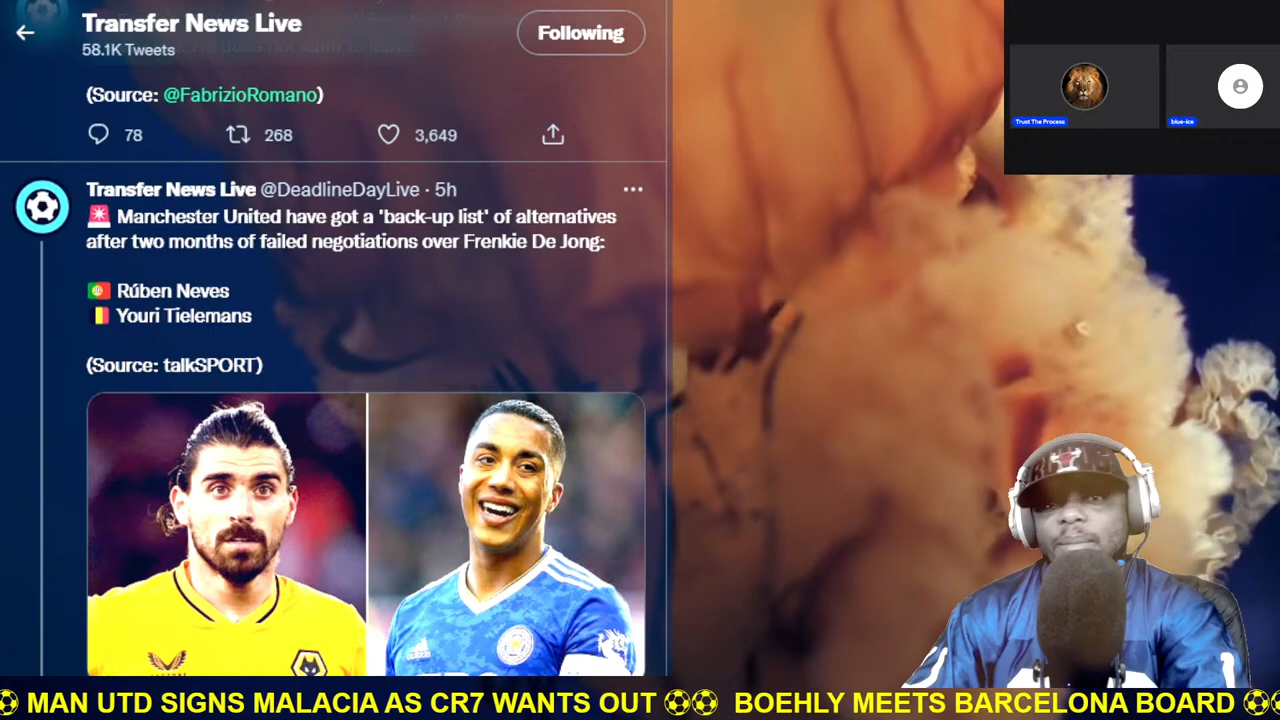 Transfer News Live
58.1K Tweets
Following
(Source: @FabrizioRomano)
78
268
3,649
Trust The Process
blue-ice
Transfer News Live @DeadlineDayLive · 5h
🚨 Manchester United have got a 'back-up list' of alternatives
after two months of failed negotiations over Frenkie De Jong:
🇵🇹 Rúben Neves
🇧🇪 Youri Tielemans
(Source: talkSPORT)
⚽ MAN UTD SIGNS MALACIA AS CR7 WANTS OUT ⚽⚽ BOEHLY MEETS BARCELONA BOARD ⚽